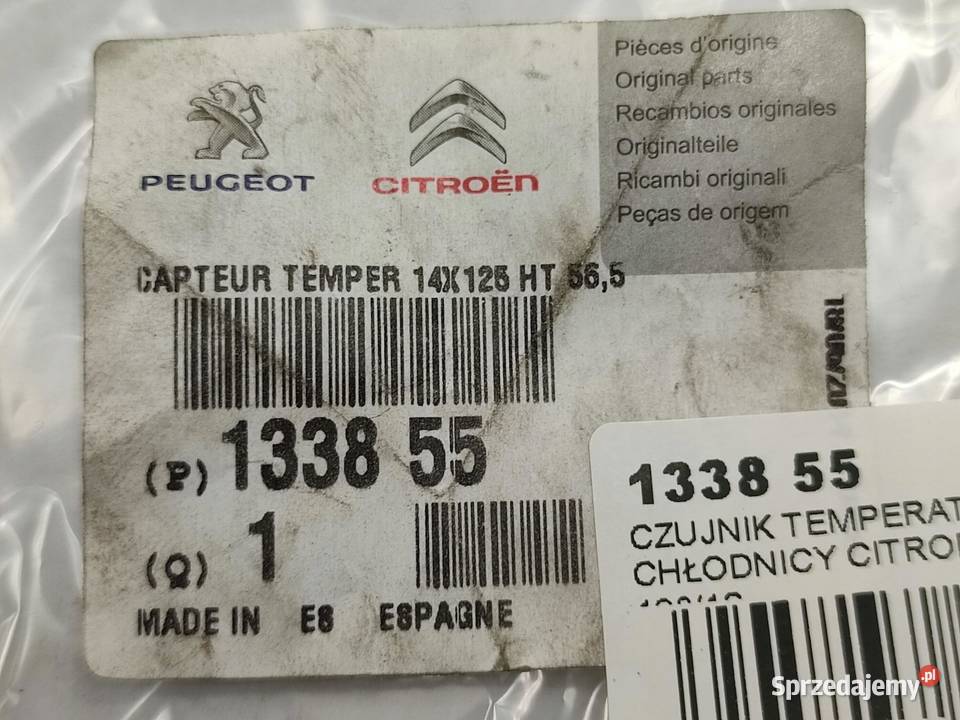 Pièces d'origine
Original parts
Recambios originales
Originalteile
Ricambi originali
Peças de origem
PEUGEOT
CITROËN
CAPTEUR TEMPER 14X125 HT 56,5
(P) 1338 55
(Q) 1
MADE IN ES ESPAGNE
1338 55
CZUJNIK TEMPERAT
CHŁODNICY CITRO
Sprzedajemy.pl